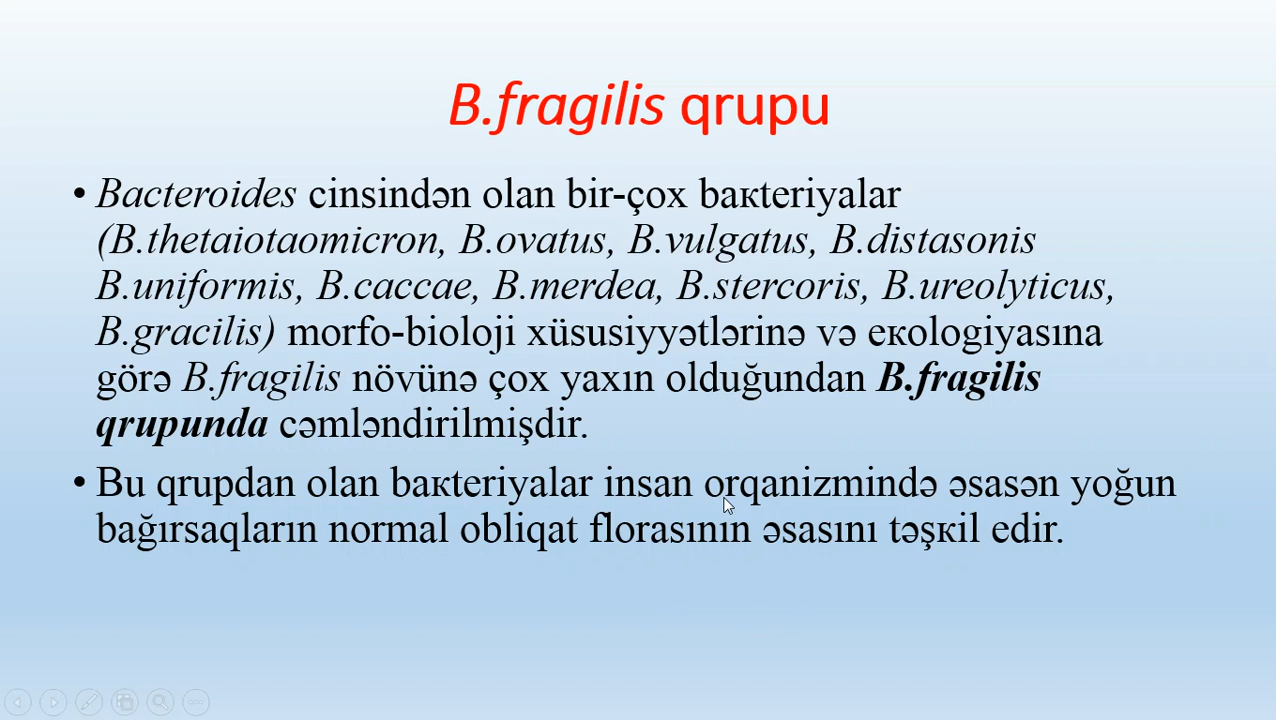 B.fragilis qrupu
• Bacteroides cinsindən olan bir-çox baкteriyalar
(B.thetaiotaomicron, B.ovatus, B.vulgatus, B.distasonis
B.uniformis, B.caccae, B.merdea, B.stercoris, B.ureolyticus,
B.gracilis) morfo-bioloji xüsusiyyətlərinə və eкologiyasına
görə B.fragilis növünə çox yaxın olduğundan B.fragilis
qrupunda cəmləndirilmişdir.
• Bu qrupdan olan baкteriyalar insan orqanizmində əsasən yoğun
bağırsaqların normal obliqat florasının əsasını təşкil edir.